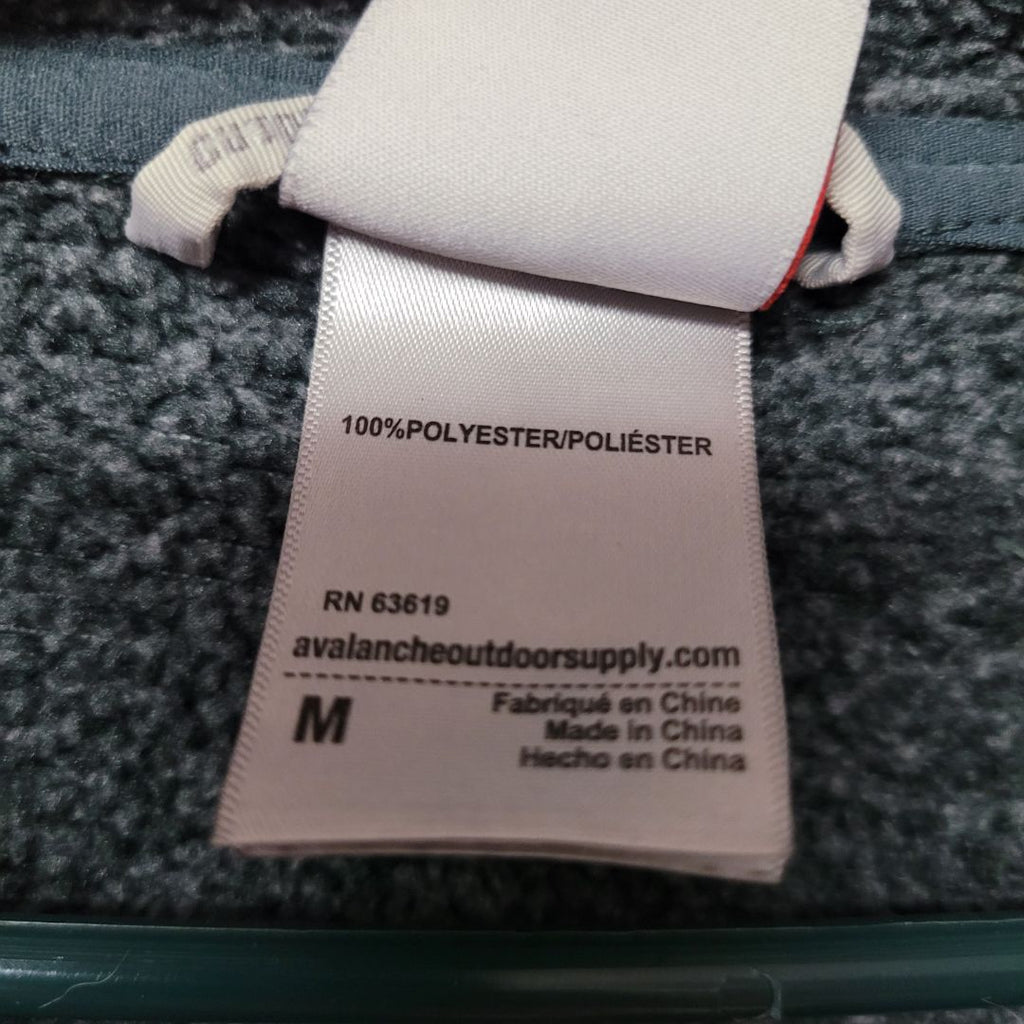 100%POLYESTER/POLIÉSTER
RN 63619
avalancheoutdoorsupply.com
M
Fabriqué en Chine
Made in China
Hecho en China